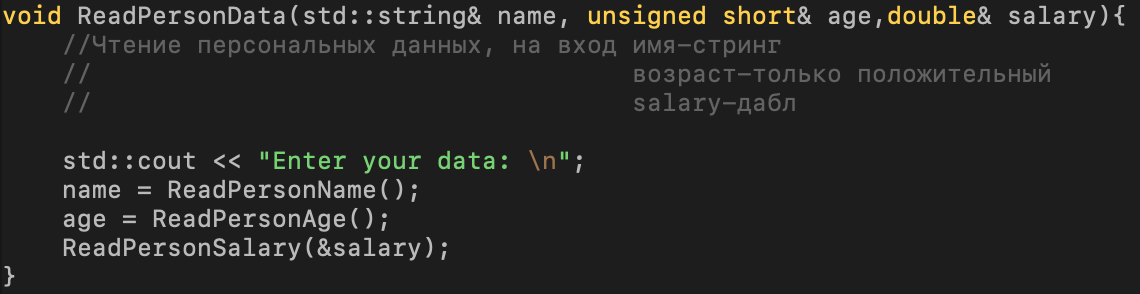 void ReadPersonData(std::string& name, unsigned short& age,double& salary){
    //Чтение персональных данных, на вход имя-стринг
    //                                    возраст-только положительный
    //                                    salary-дабл
    std::cout << "Enter your data: \n";
    name = ReadPersonName();
    age = ReadPersonAge();
    ReadPersonSalary(&salary);
}